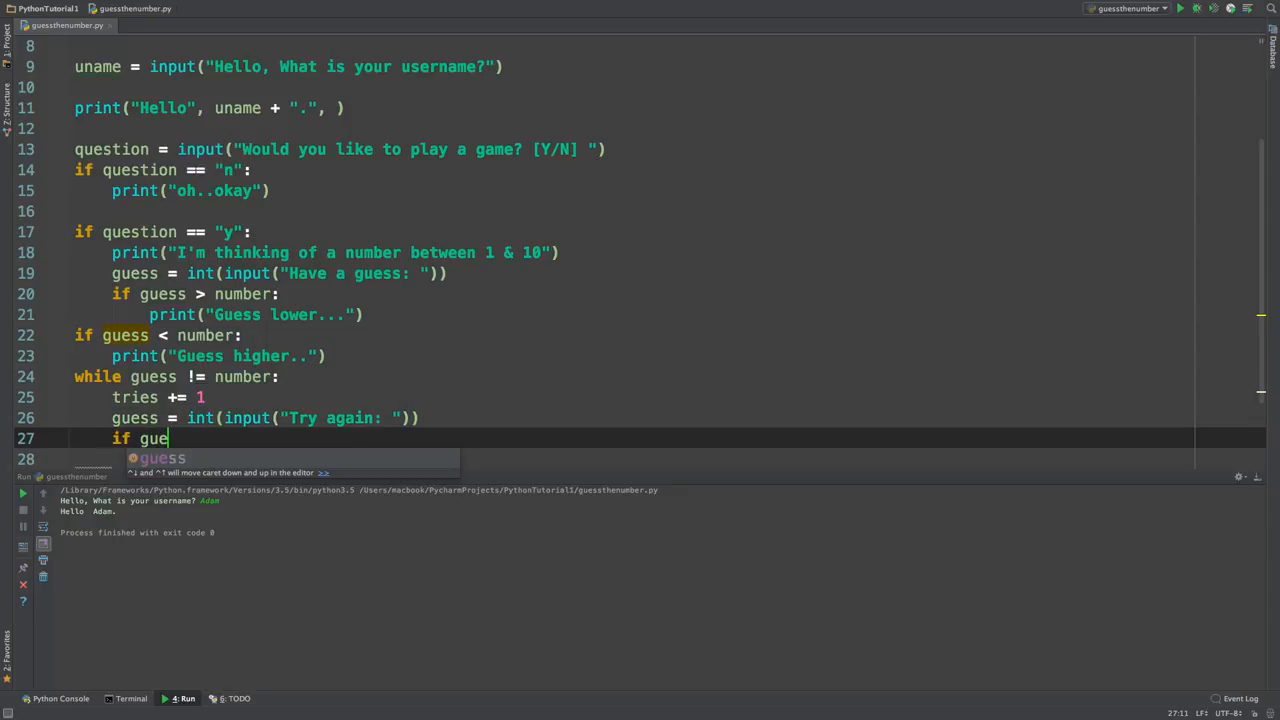 PythonTutorial1 guessthenumber.py guessthenumber
guessthenumber.py
1: Project
Z: Structure
2: Favorites
Database
8
9 uname = input("Hello, What is your username?")
10
11 print("Hello", uname + ".", )
12
13 question = input("Would you like to play a game? [Y/N] ")
14 if question == "n":
15 print("oh..okay")
16
17 if question == "y":
18 print("I'm thinking of a number between 1 & 10")
19 guess = int(input("Have a guess: "))
20 if guess > number:
21 print("Guess lower...")
22 if guess < number:
23 print("Guess higher..")
24 while guess != number:
25 tries += 1
26 guess = int(input("Try again: "))
27 if gue
28
guess
^↓ and ^↑ will move caret down and up in the editor >>
Run guessthenumber
/Library/Frameworks/Python.framework/Versions/3.5/bin/python3.5 /Users/macbook/PycharmProjects/PythonTutorial1/guessthenumber.py
Hello, What is your username? Adam
Hello  Adam.
Process finished with exit code 0
Python Console Terminal 4: Run 6: TODO Event Log
27:11 LF÷ UTF-8÷